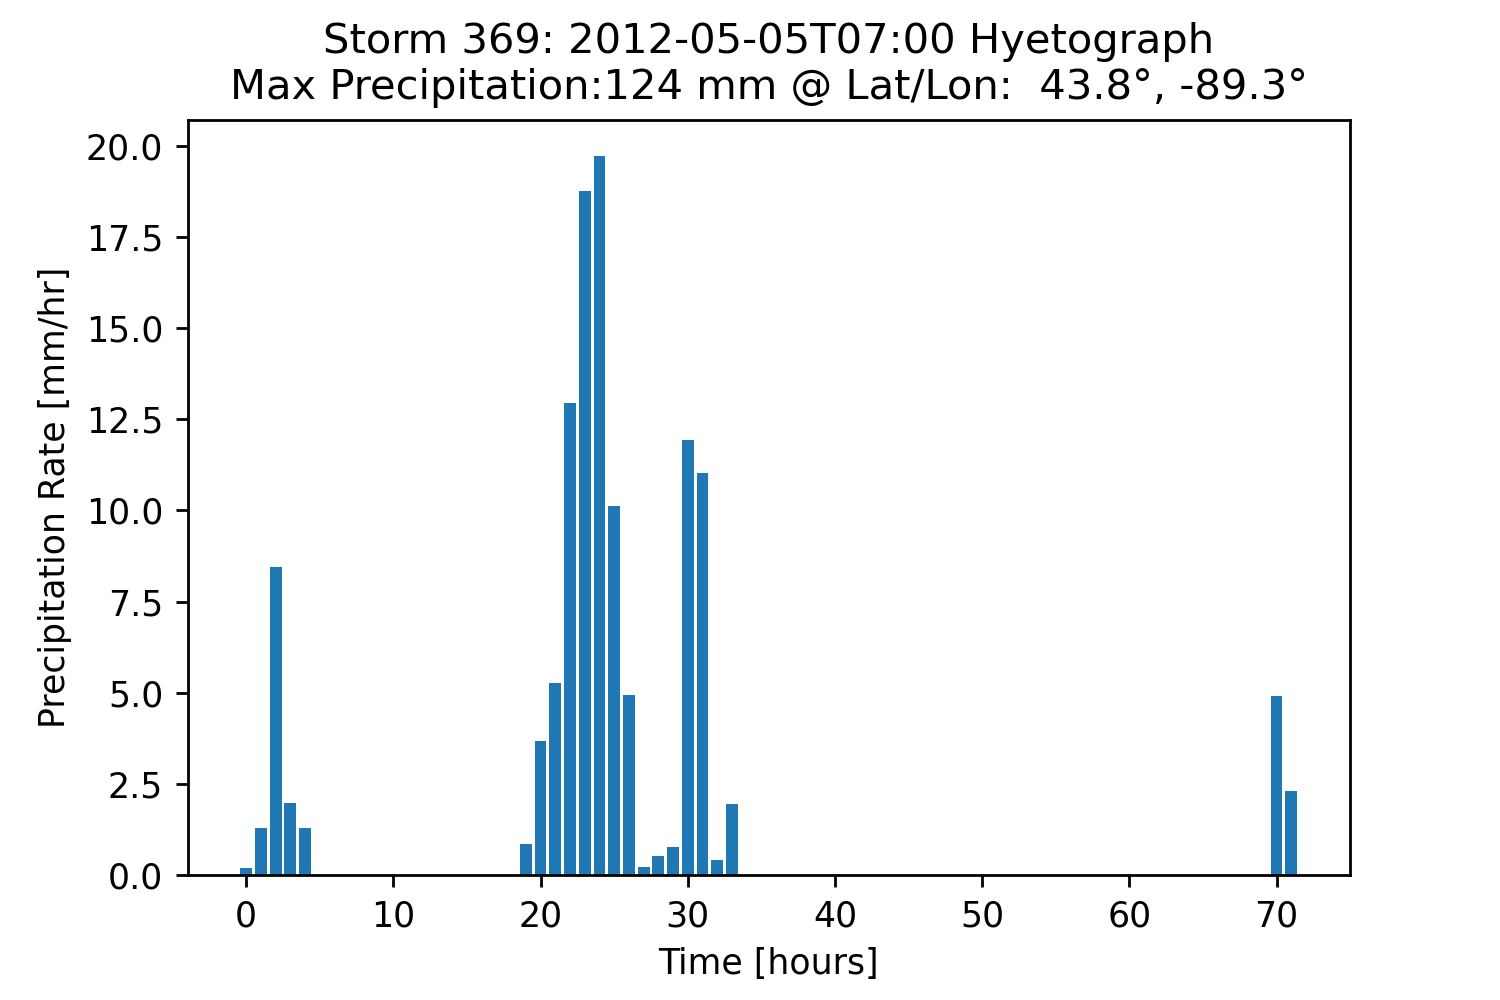 Storm 369: 2012-05-05T07:00 Hyetograph
Max Precipitation:124 mm @ Lat/Lon:  43.8°, -89.3°
20.0
17.5
15.0
12.5
10.0
7.5
5.0
2.5
0.0
Precipitation Rate [mm/hr]
0 10 20 30 40 50 60 70
Time [hours]